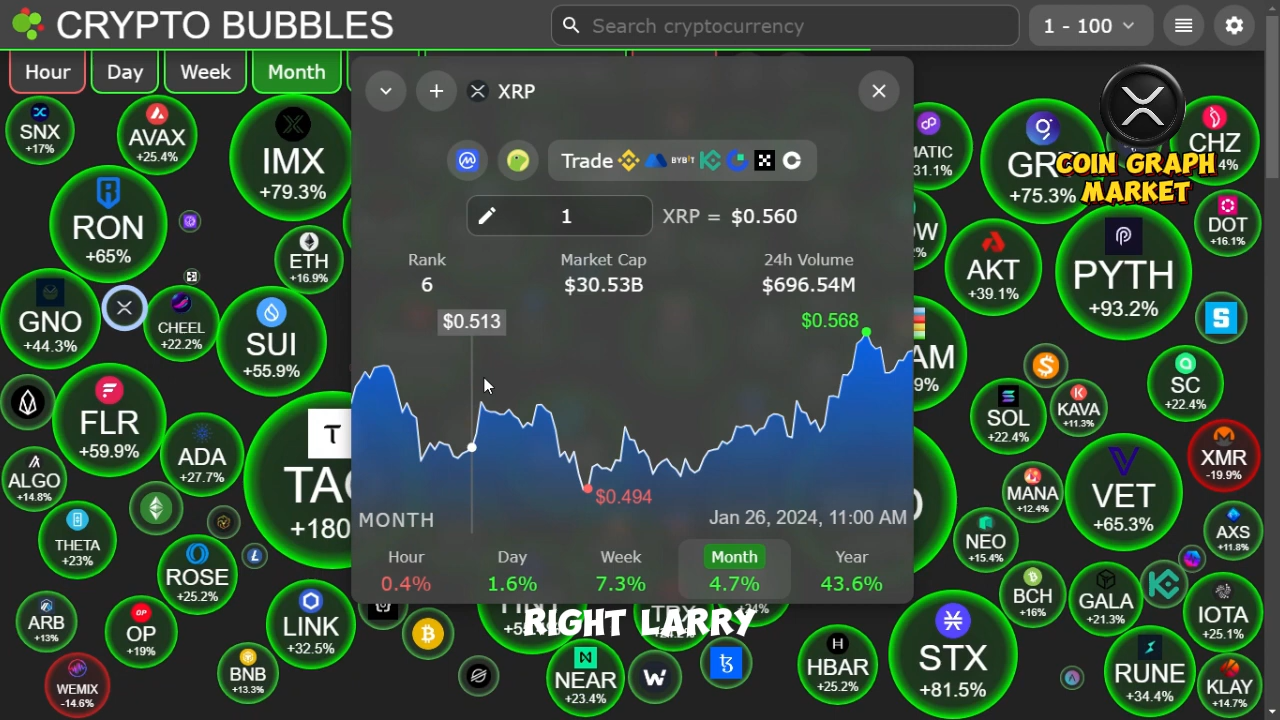 CRYPTO BUBBLES
Search cryptocurrency
1 - 100
Hour
Day
Week
Month
XRP
Trade
BYBIT
1
XRP = $0.560
Rank
6
Market Cap
$30.53B
24h Volume
$696.54M
$0.513
$0.568
$0.494
MONTH
Jan 26, 2024, 11:00 AM
Hour
0.4%
Day
1.6%
Week
7.3%
Month
4.7%
Year
43.6%
RIGHT LARRY
COIN GRAPH
MARKET
SNX
+17%
AVAX
+25.4%
IMX
+79.3%
RON
+65%
ETH
+16.9%
GNO
+44.3%
CHEEL
+22.2%
SUI
+55.9%
FLR
+59.9%
ADA
+27.7%
ALGO
+14.8%
+180
THETA
+23%
ROSE
+25.2%
ARB
+13%
OP
+19%
LINK
+32.5%
BNB
+13.3%
WEMIX
-14.6%
NEAR
+23.4%
HBAR
+25.2%
STX
+81.5%
RUNE
+34.4%
KLAY
+14.7%
IOTA
+25.1%
GALA
+21.3%
BCH
+16%
NEO
+15.4%
MANA
+12.4%
AXS
+11.8%
VET
+65.3%
XMR
-19.9%
KAVA
+11.3%
SOL
+22.4%
SC
+22.4%
AKT
+39.1%
PYTH
+93.2%
DOT
+16.1%
CHZ
4%
+75.3%
MATIC
31.1%